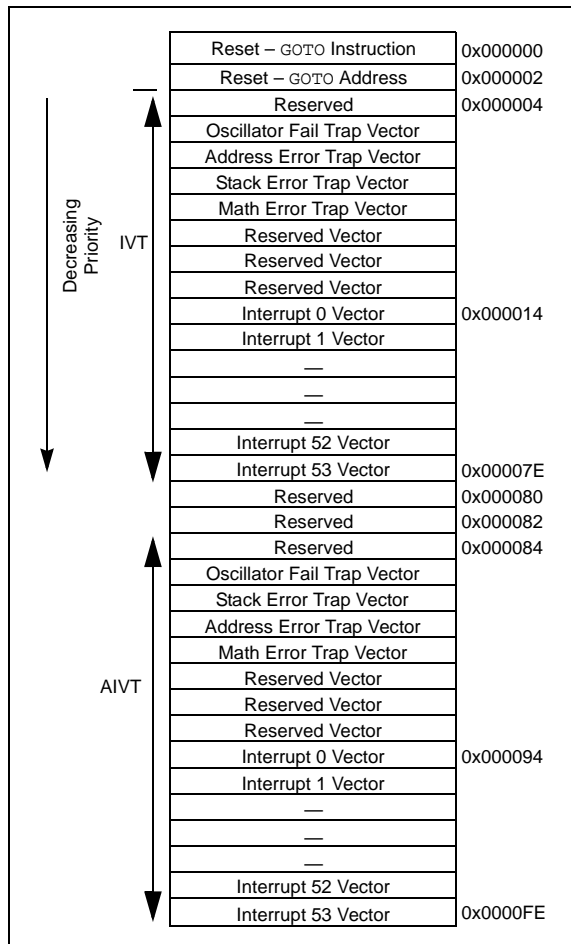 Reset – GOTO Instruction 0x000000
Reset – GOTO Address 0x000002
Reserved 0x000004
Oscillator Fail Trap Vector
Address Error Trap Vector
Stack Error Trap Vector
Math Error Trap Vector
Reserved Vector
Reserved Vector
Reserved Vector
Interrupt 0 Vector 0x000014
Interrupt 1 Vector
—
—
—
Interrupt 52 Vector
Interrupt 53 Vector 0x00007E
Decreasing
Priority
IVT
Reserved 0x000080
Reserved 0x000082
Reserved 0x000084
Oscillator Fail Trap Vector
Stack Error Trap Vector
Address Error Trap Vector
Math Error Trap Vector
Reserved Vector
Reserved Vector
Reserved Vector
Interrupt 0 Vector 0x000094
Interrupt 1 Vector
—
—
—
Interrupt 52 Vector
Interrupt 53 Vector 0x0000FE
AIVT